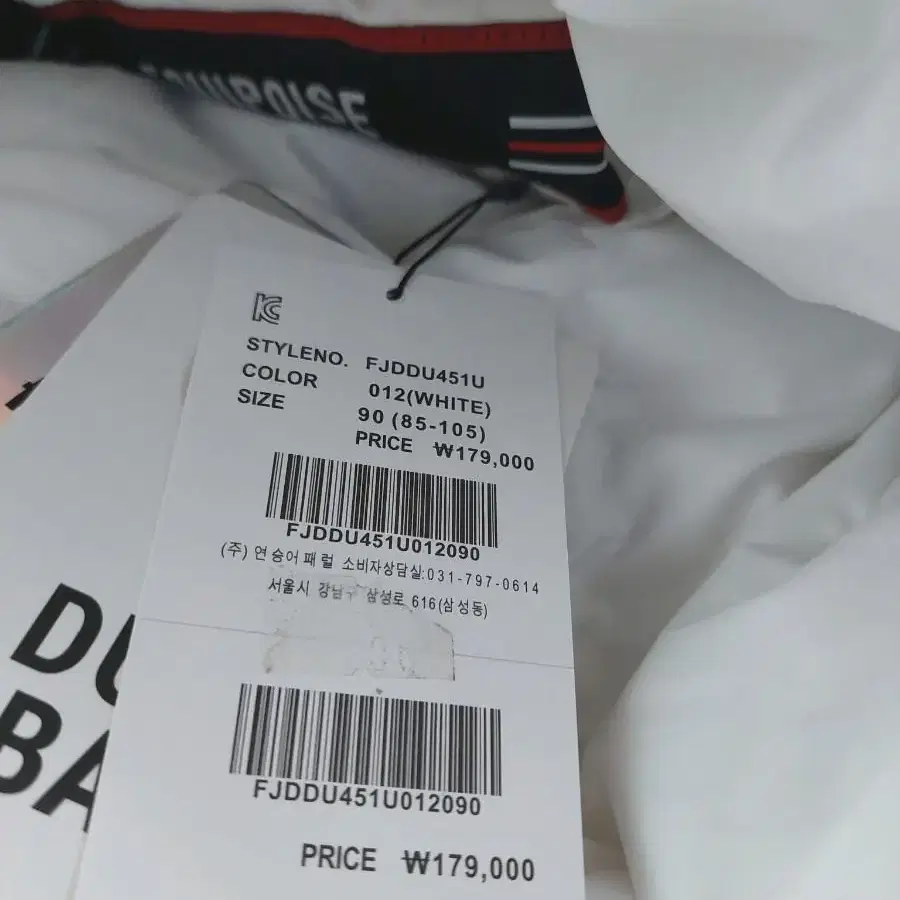 KC
STYLENO. FJDDU451U
COLOR 012(WHITE)
SIZE 90 (85-105)
PRICE ₩179,000
FJDDU451U012090
(주) 연승어패럴 소비자상담실:031-797-0614
서울시 강남구 삼성로 616(삼성동)
FJDDU451U012090
PRICE ₩179,000